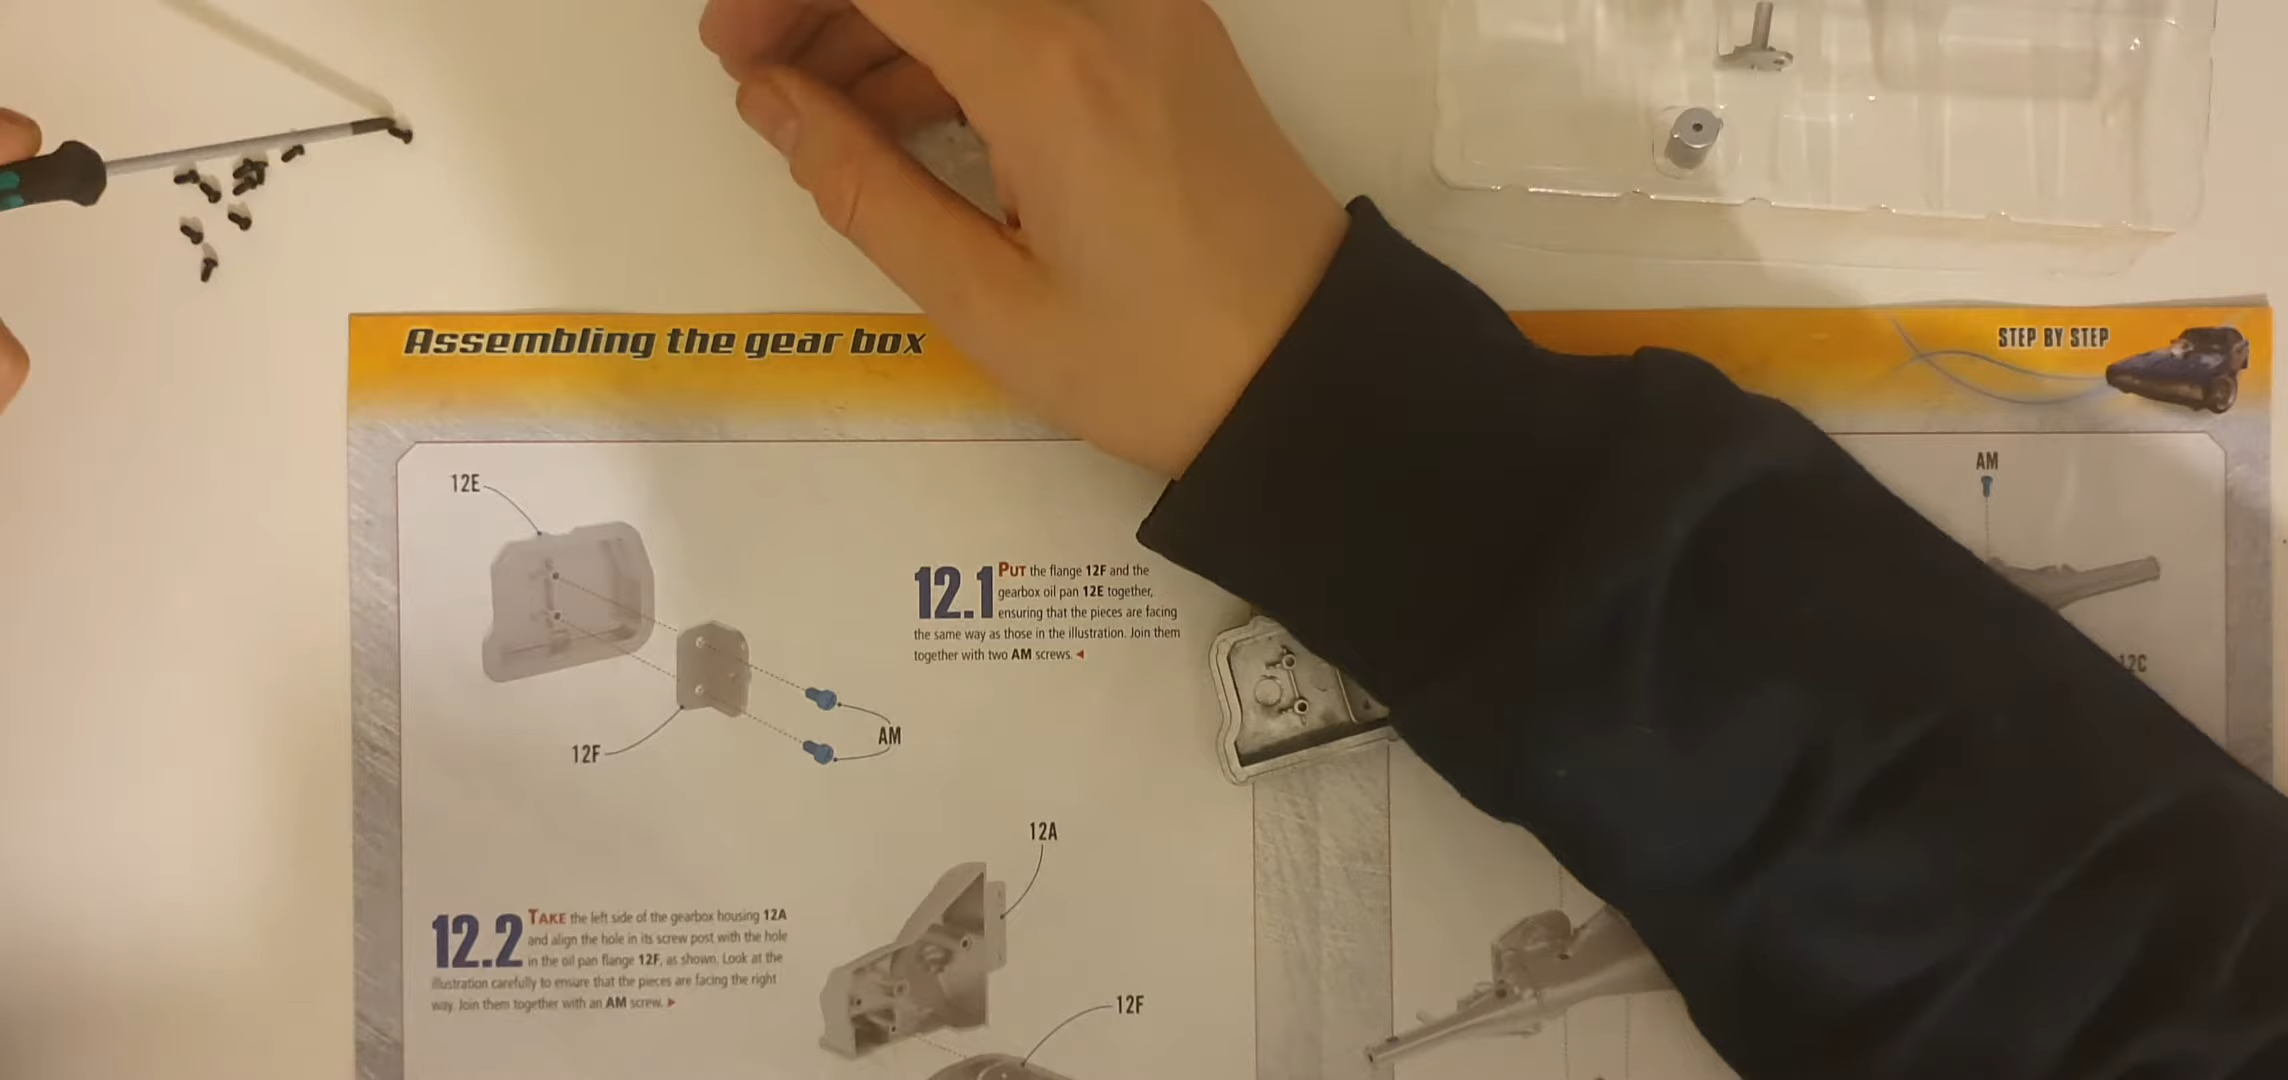 Assembling the gear box
STEP BY STEP
12E
12F
AM
12.1 PUT the flange 12F and the
gearbox oil pan 12E together,
ensuring that the pieces are facing
the same way as those in the illustration. Join them
together with two AM screws.
12A
12.2 TAKE the left side of the gearbox housing 12A
and align the hole in its screw post with the hole
in the oil pan flange 12F, as shown. Look at the
illustration carefully to ensure that the pieces are facing the right
way. Join them together with an AM screw.
12F
AM
12C